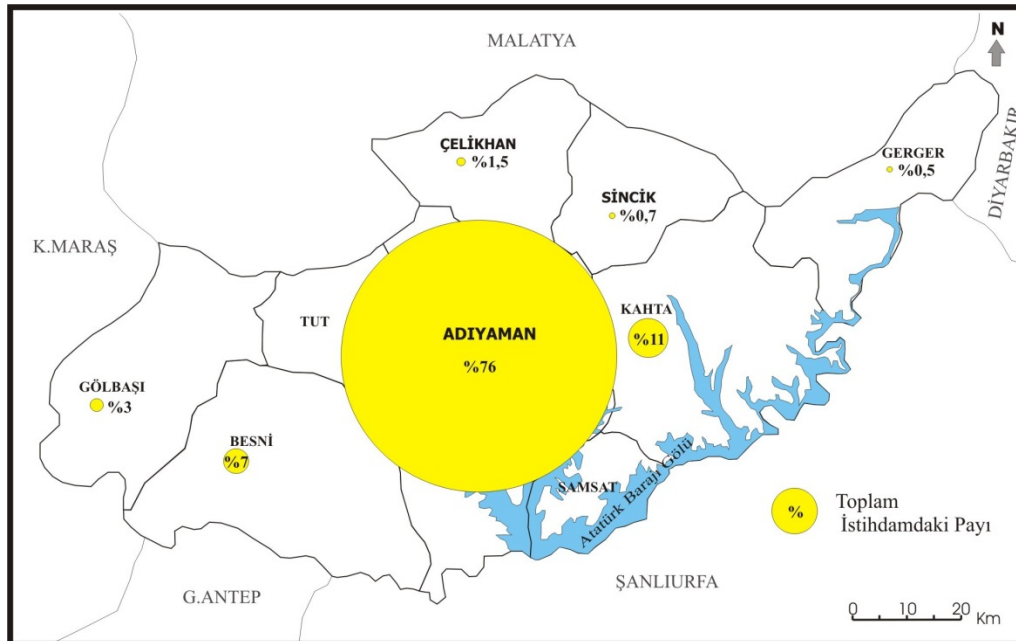 MALATYA
N
ÇELİKHAN
%1,5
GERGER
%0,5
DİYARBAKIR
SİNCİK
%0,7
K.MARAŞ
TUT
ADIYAMAN
%76
KAHTA
%11
GÖLBAŞI
%3
BESNİ
%7
SAMSAT
Atatürk Barajı Gölü
%
Toplam
İstihdamdaki Payı
G.ANTEP
ŞANLIURFA
0 10 20 Km